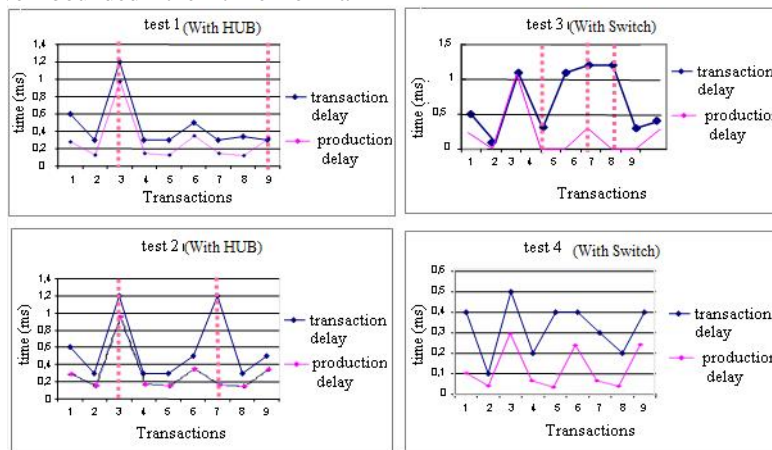 test 1 (With HUB)
1,4
1,2
1
0,8
0,6
0,4
0,2
0
time (ms)
1 2 3 4 5 6 7 8 9
Transactions
transaction
delay
production
delay
test 3 (With Switch)
1,5
1
0,5
0
time (ms)
1 2 3 4 5 6 7 8 9
Transactions
transaction
delay
production
delay
test 2 (With HUB)
1,4
1,2
1
0,8
0,6
0,4
0,2
0
time (ms)
1 2 3 4 5 6 7 8 9
Transactions
transaction
delay
production
delay
test 4 (With Switch)
0,6
0,5
0,4
0,3
0,2
0,1
0
time (ms)
1 2 3 4 5 6 7 8 9
Transactions
transaction
delay
production
delay